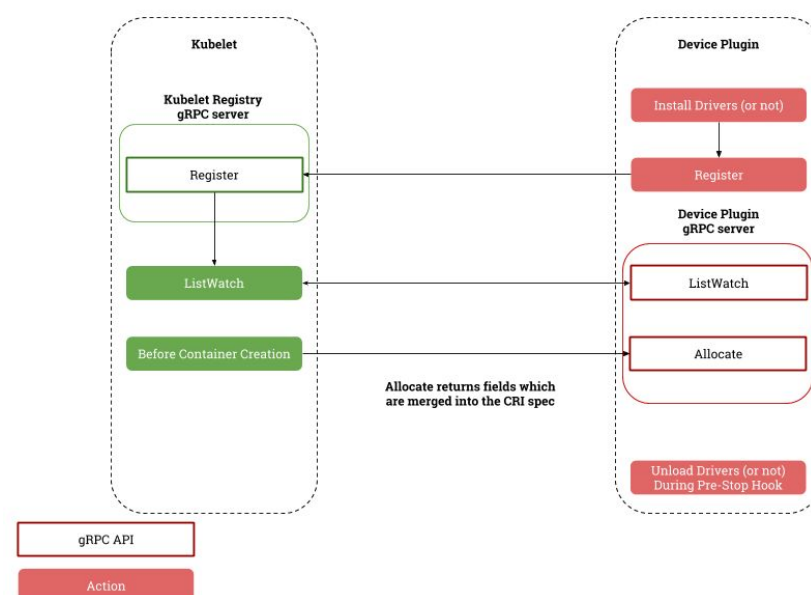 Kubelet
Device Plugin
Kubelet Registry
gRPC server
Install Drivers (or not)
Register
Register
Device Plugin
gRPC server
ListWatch
ListWatch
Before Container Creation
Allocate
Allocate returns fields which
are merged into the CRI spec
Unload Drivers (or not)
During Pre-Stop Hook
gRPC API
Action